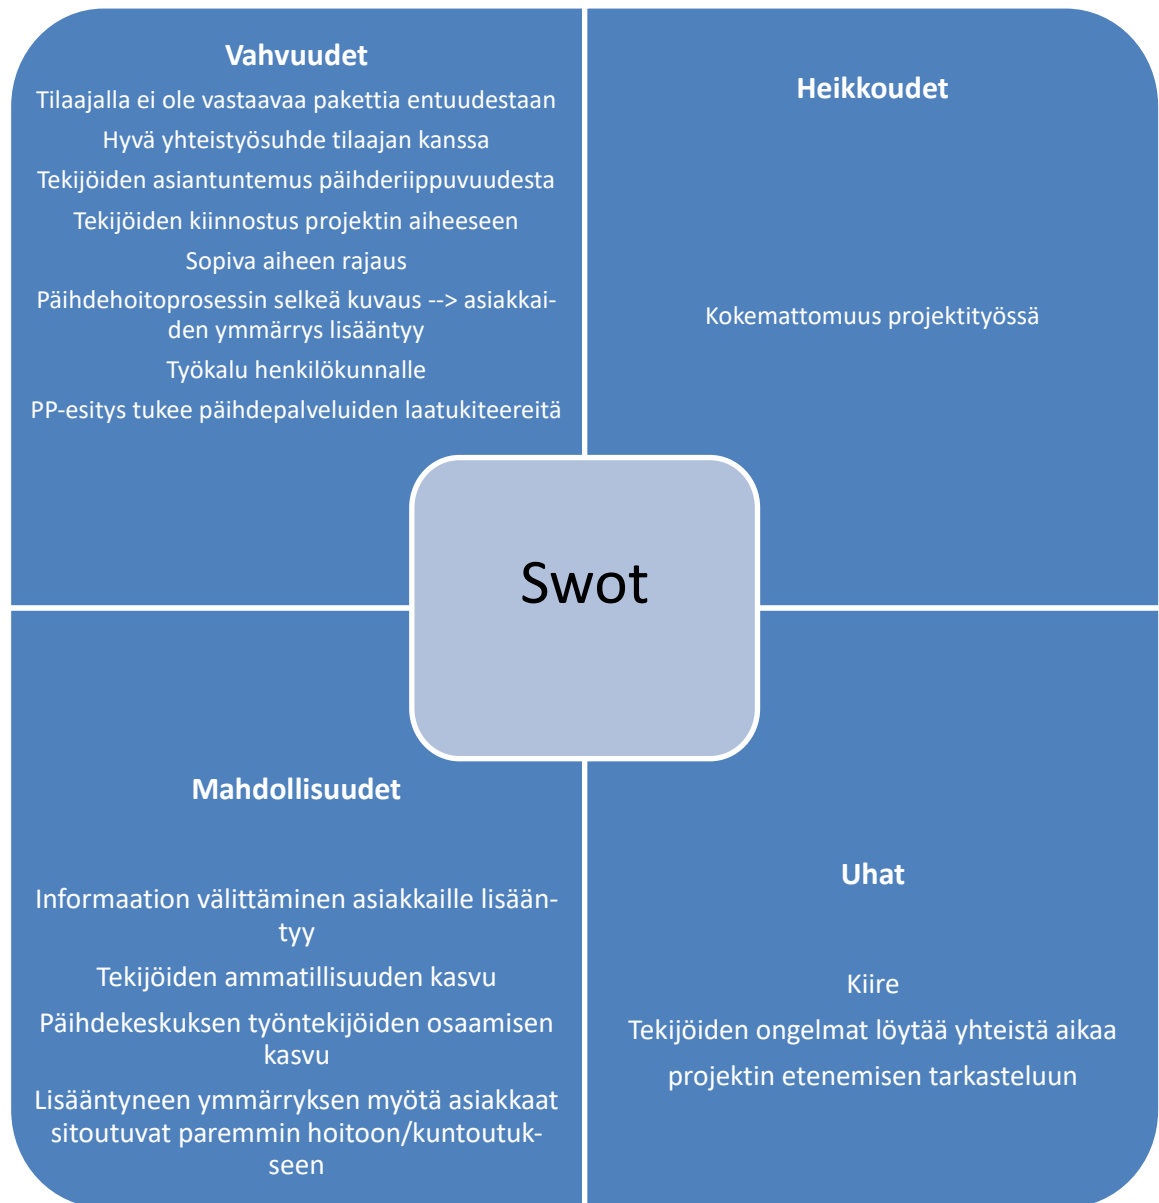 Vahvuudet
Tilaajalla ei ole vastaavaa pakettia entuudestaan
Hyvä yhteistyösuhde tilaajan kanssa
Tekijöiden asiantuntemus päihderiippuvuudesta
Tekijöiden kiinnostus projektin aiheeseen
Sopiva aiheen rajaus
Päihdehoitoprosessin selkeä kuvaus --> asiakkai-
den ymmärrys lisääntyy
Työkalu henkilökunnalle
PP-esitys tukee päihdepalveluiden laatukiteereitä
Heikkoudet
Kokemattomuus projektityössä
Swot
Mahdollisuudet
Informaation välittäminen asiakkaille lisään-
tyy
Tekijöiden ammatillisuuden kasvu
Päihdekeskuksen työntekijöiden osaamisen
kasvu
Lisääntyneen ymmärryksen myötä asiakkaat
sitoutuvat paremmin hoitoon/kuntoutuk-
seen
Uhat
Kiire
Tekijöiden ongelmat löytää yhteistä aikaa
projektin etenemisen tarkasteluun